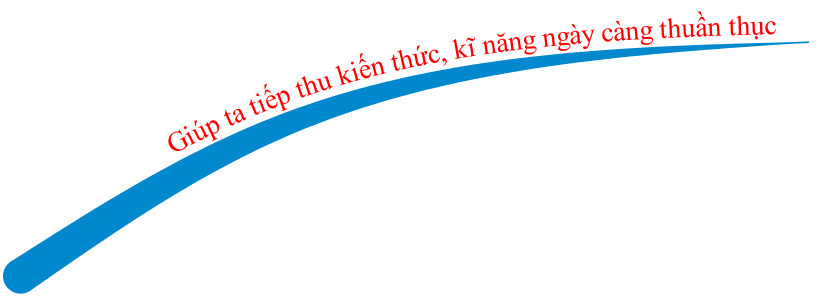 Giúp ta tiếp thu kiến thức, kĩ năng ngày càng thuần thục